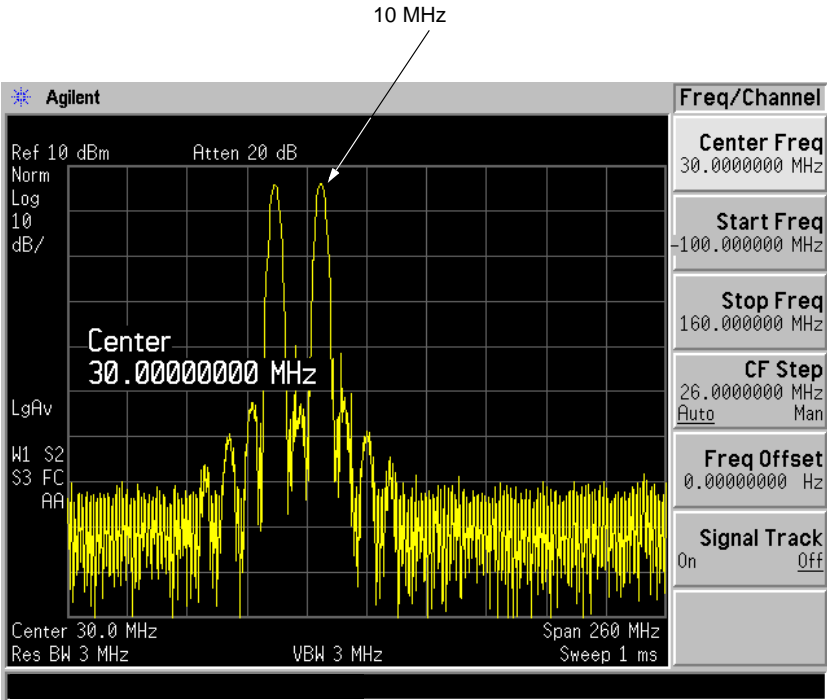 10 MHz
Agilent
Freq/Channel
Ref 10 dBm Atten 20 dB
Norm
Log
10
dB/
Center
30.00000000 MHz
LgAv
W1 S2
S3 FC
AA
Center 30.0 MHz Span 260 MHz
Res BW 3 MHz VBW 3 MHz Sweep 1 ms
Center Freq
30.0000000 MHz
Start Freq
-100.000000 MHz
Stop Freq
160.000000 MHz
CF Step
26.0000000 MHz
Auto Man
Freq Offset
0.00000000 Hz
Signal Track
On Off